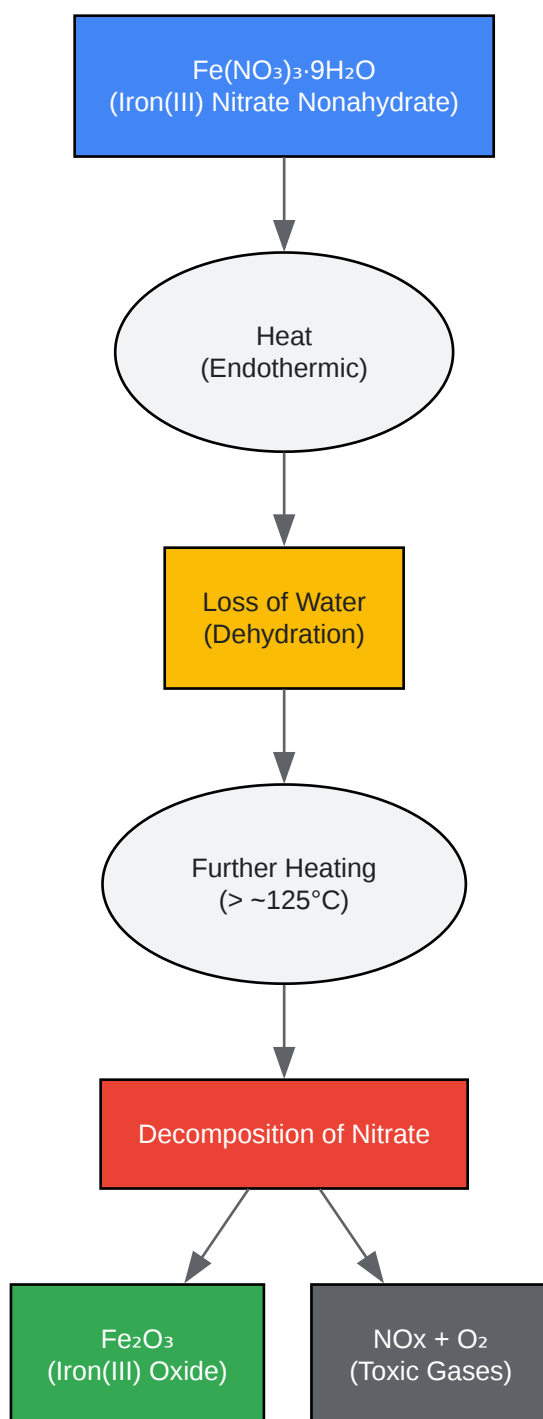 Fe(NO₃)₃·9H₂O
(Iron(III) Nitrate Nonahydrate)
Heat
(Endothermic)
Loss of Water
(Dehydration)
Further Heating
(> ~125°C)
Decomposition of Nitrate
Fe₂O₃
(Iron(III) Oxide)
NOx + O₂
(Toxic Gases)